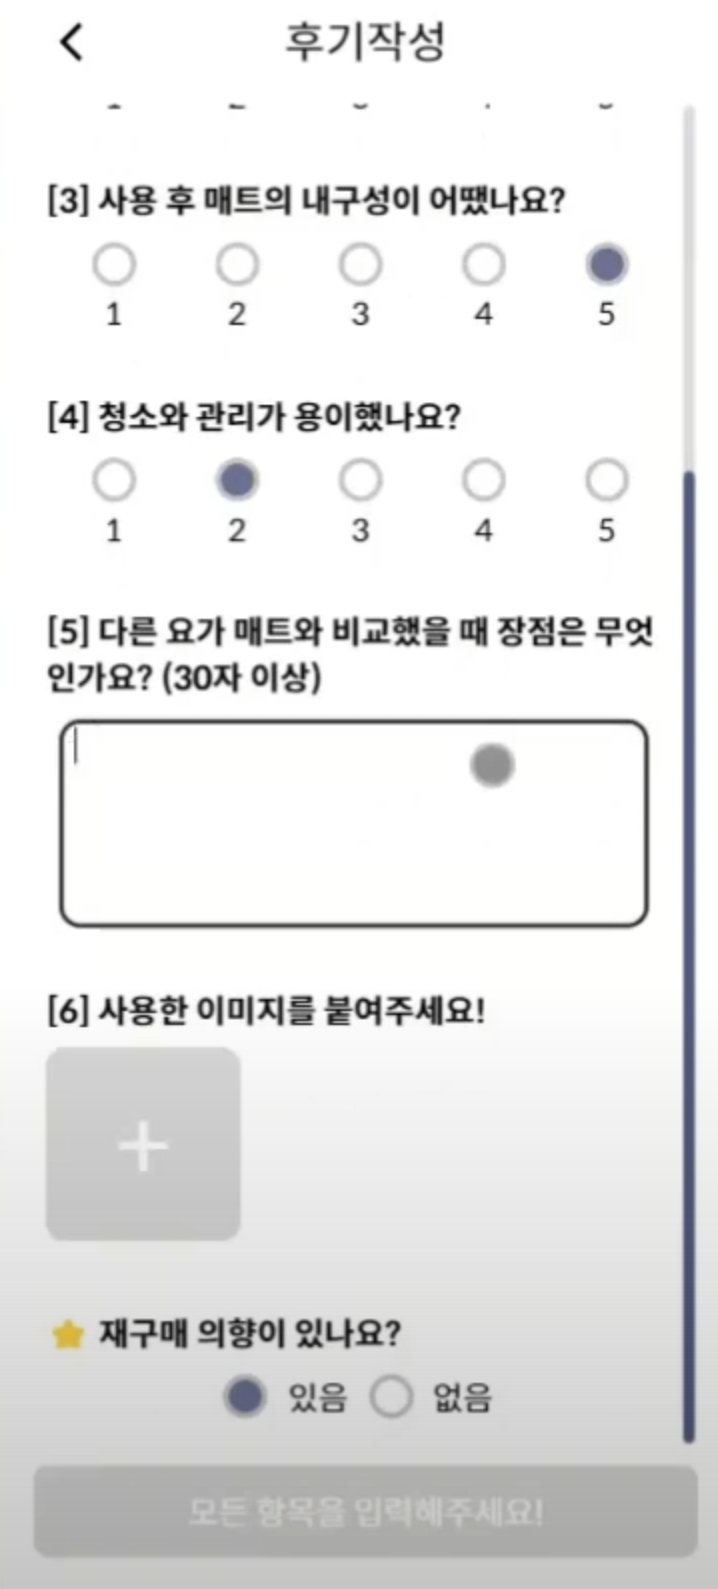 후기작성
[3] 사용 후 매트의 내구성이 어땠나요?
1 2 3 4 5
[4] 청소와 관리가 용이했나요?
1 2 3 4 5
[5] 다른 요가 매트와 비교했을 때 장점은 무엇
인가요? (30자 이상)
[6] 사용한 이미지를 붙여주세요!
재구매 의향이 있나요?
있음 없음
모든 항목을 입력해주세요!